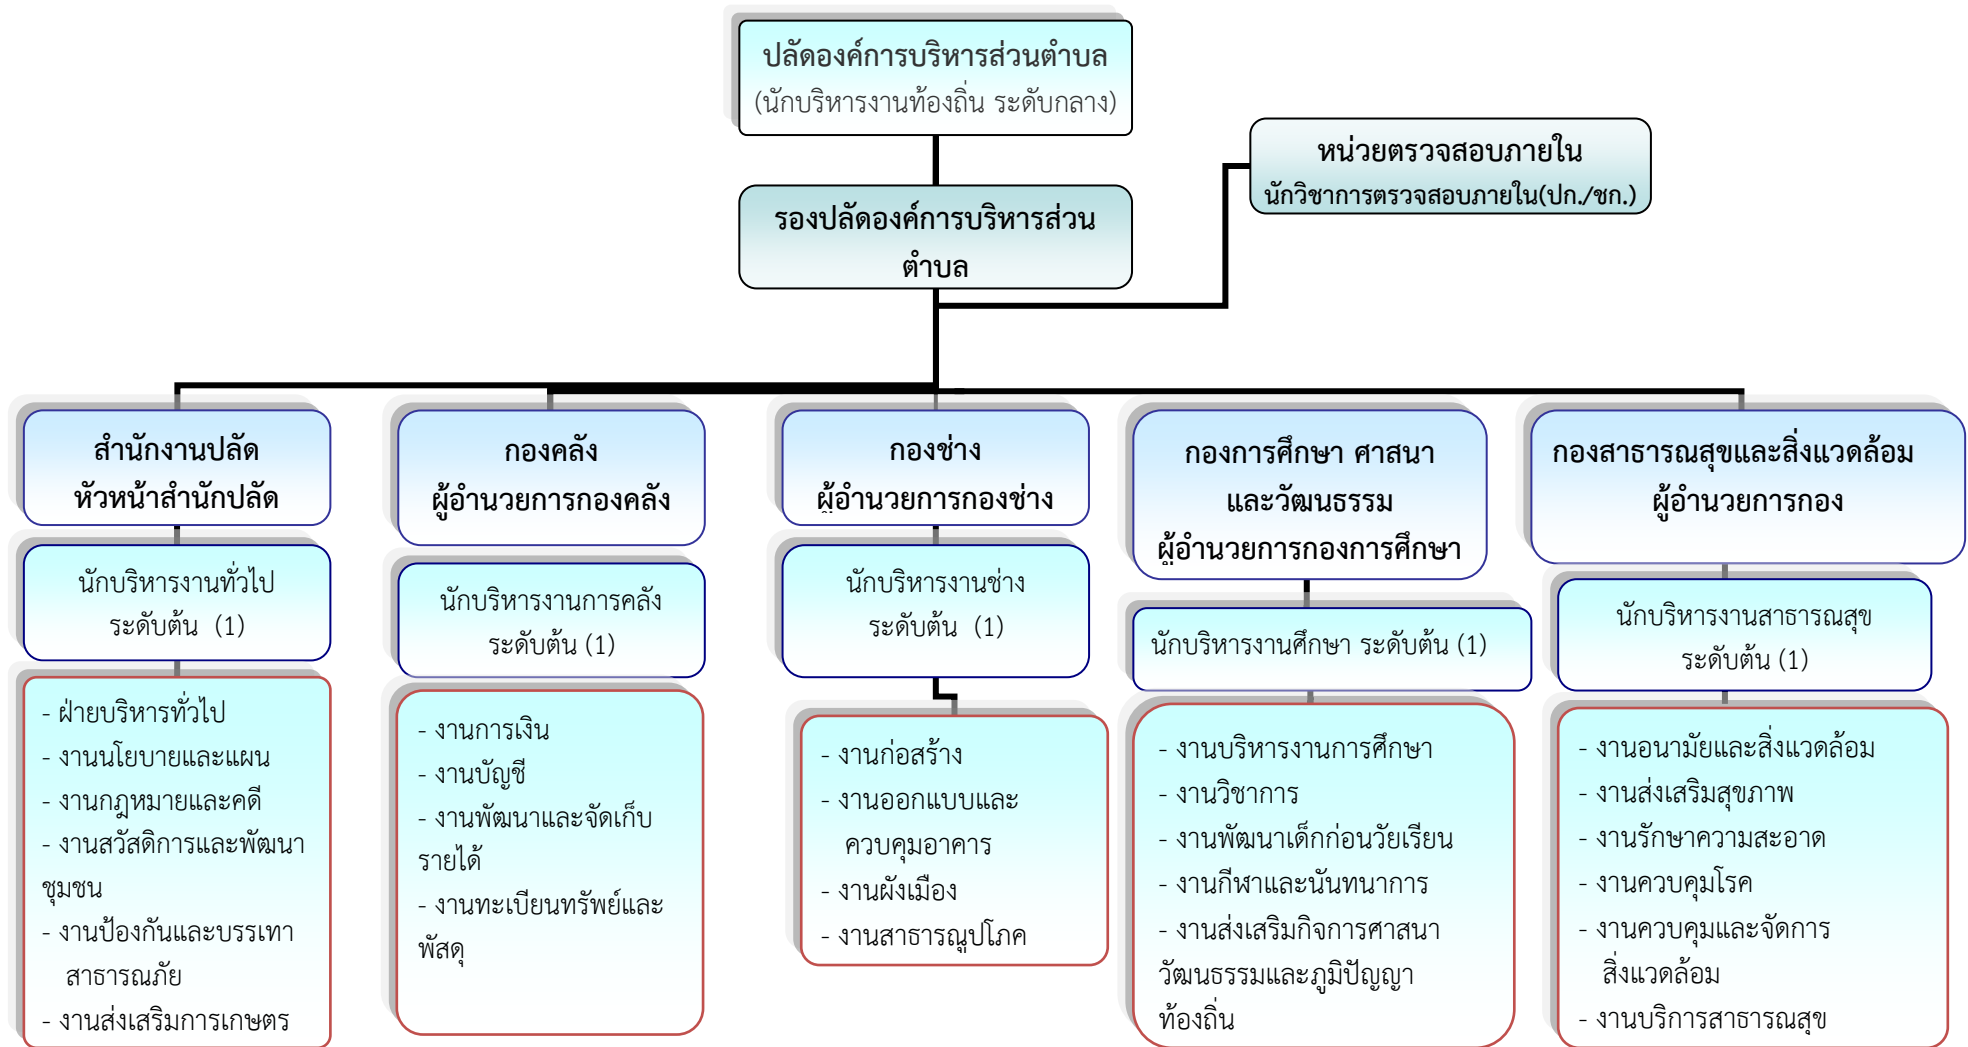 ปลัดองค์การบริหารส่วนตำบล
(นักบริหารงานท้องถิ่น ระดับกลาง)
หน่วยตรวจสอบภายใน
นักวิชาการตรวจสอบภายใน(ปก./ชก.)
รองปลัดองค์การบริหารส่วน
ตำบล
สำนักงานปลัด
หัวหน้าสำนักปลัด
นักบริหารงานทั่วไป
ระดับต้น (1)
- ฝ่ายบริหารทั่วไป
- งานนโยบายและแผน
- งานกฎหมายและคดี
- งานสวัสดิการและพัฒนา
ชุมชน
- งานป้องกันและบรรเทา
สาธารณภัย
- งานส่งเสริมการเกษตร
กองคลัง
ผู้อำนวยการกองคลัง
นักบริหารงานการคลัง
ระดับต้น (1)
- งานการเงิน
- งานบัญชี
- งานพัฒนาและจัดเก็บ
รายได้
- งานทะเบียนทรัพย์และ
พัสดุ
กองช่าง
ผู้อำนวยการกองช่าง
นักบริหารงานช่าง
ระดับต้น (1)
- งานก่อสร้าง
- งานออกแบบและ
ควบคุมอาคาร
- งานผังเมือง
- งานสาธารณูปโภค
กองการศึกษา ศาสนา
และวัฒนธรรม
ผู้อำนวยการกองการศึกษา
นักบริหารงานศึกษา ระดับต้น (1)
- งานบริหารงานการศึกษา
- งานวิชาการ
- งานพัฒนาเด็กก่อนวัยเรียน
- งานกีฬาและนันทนาการ
- งานส่งเสริมกิจการศาสนา
วัฒนธรรมและภูมิปัญญา
ท้องถิ่น
กองสาธารณสุขและสิ่งแวดล้อม
ผู้อำนวยการกอง
นักบริหารงานสาธารณสุข
ระดับต้น (1)
- งานอนามัยและสิ่งแวดล้อม
- งานส่งเสริมสุขภาพ
- งานรักษาความสะอาด
- งานควบคุมโรค
- งานควบคุมและจัดการ
สิ่งแวดล้อม
- งานบริการสาธารณสุข